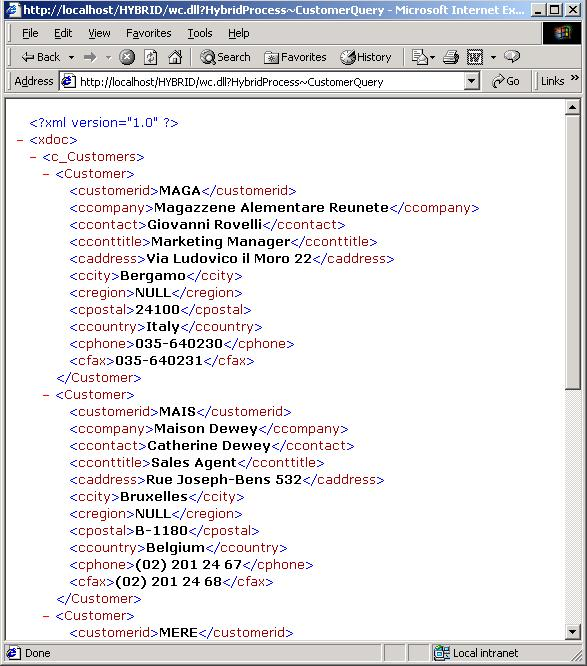 http://localhost/HYBRID/wc.dll?HybridProcess~CustomerQuery - Microsoft Internet Ex...
File Edit View Favorites Tools Help
Back Search Favorites History
Address http://localhost/HYBRID/wc.dll?HybridProcess~CustomerQuery Go Links »
<?xml version="1.0" ?>
- <xdoc>
- <c_Customers>
- <Customer>
<customerid>MAGA</customerid>
<ccompany>Magazzene Alementare Reunete</ccompany>
<ccontact>Giovanni Rovelli</ccontact>
<cconttitle>Marketing Manager</cconttitle>
<caddress>Via Ludovico il Moro 22</caddress>
<ccity>Bergamo</ccity>
<cregion>NULL</cregion>
<cpostal>24100</cpostal>
<ccountry>Italy</ccountry>
<cphone>035-640230</cphone>
<cfax>035-640231</cfax>
</Customer>
- <Customer>
<customerid>MAIS</customerid>
<ccompany>Maison Dewey</ccompany>
<ccontact>Catherine Dewey</ccontact>
<cconttitle>Sales Agent</cconttitle>
<caddress>Rue Joseph-Bens 532</caddress>
<ccity>Bruxelles</ccity>
<cregion>NULL</cregion>
<cpostal>B-1180</cpostal>
<ccountry>Belgium</ccountry>
<cphone>(02) 201 24 67</cphone>
<cfax>(02) 201 24 68</cfax>
</Customer>
- <Customer>
<customerid>MERE</customerid>
Done Local intranet